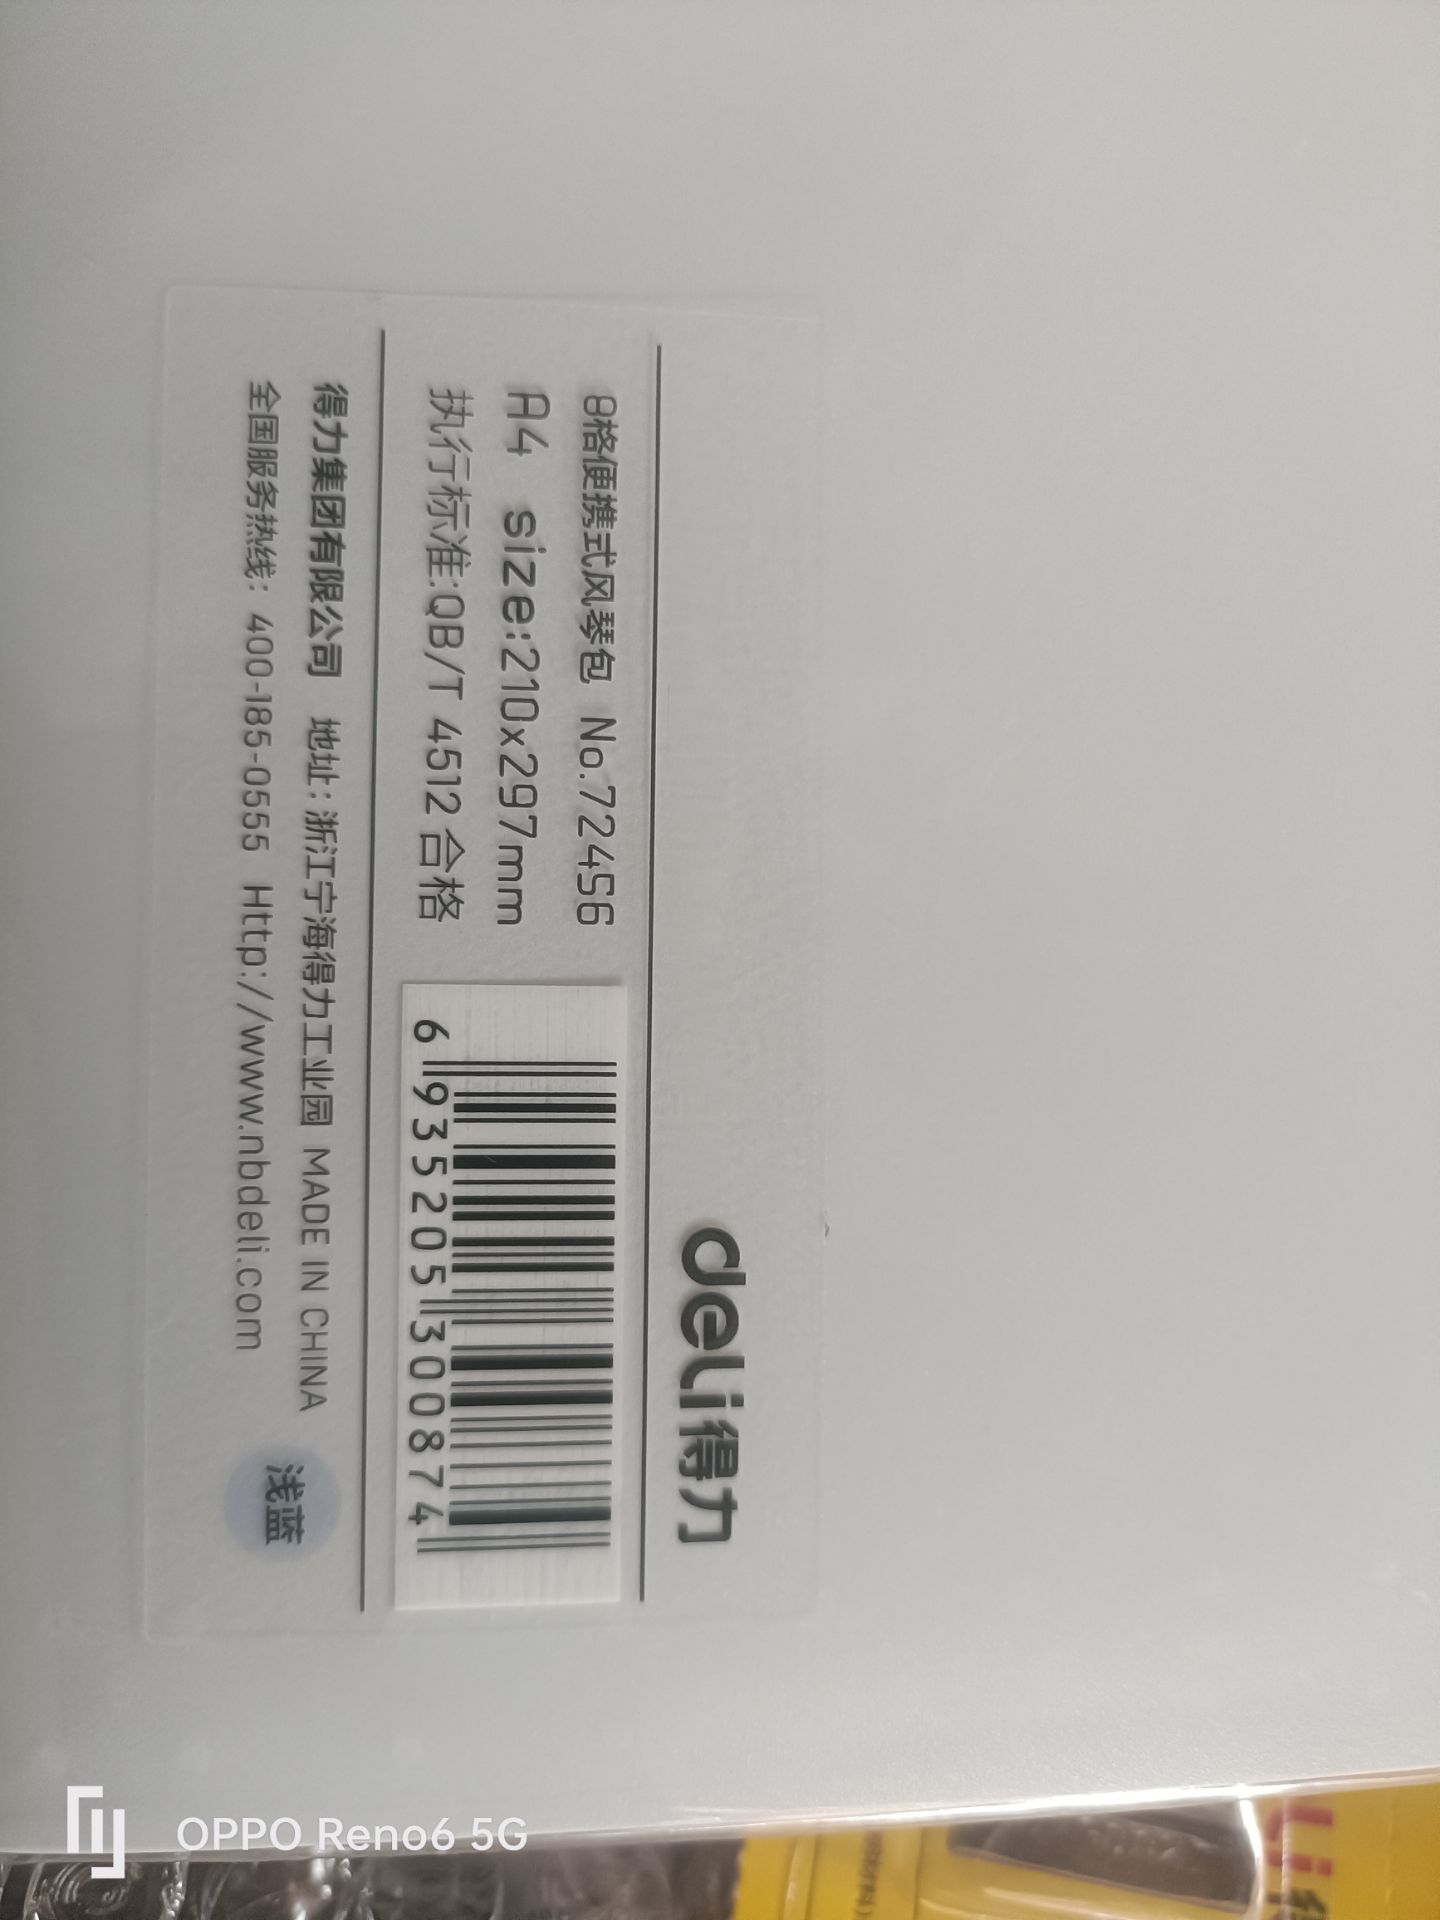 deli得力
8格便携式风琴包 No.72456
A4 size:210x297mm
执行标准:QB/T 4512 合格
6 935205 300874
得力集团有限公司 地址:浙江宁海得力工业园 MADE IN CHINA
全国服务热线: 400-185-0555 Http://www.nbdeli.com
浅蓝
OPPO Reno6 5G